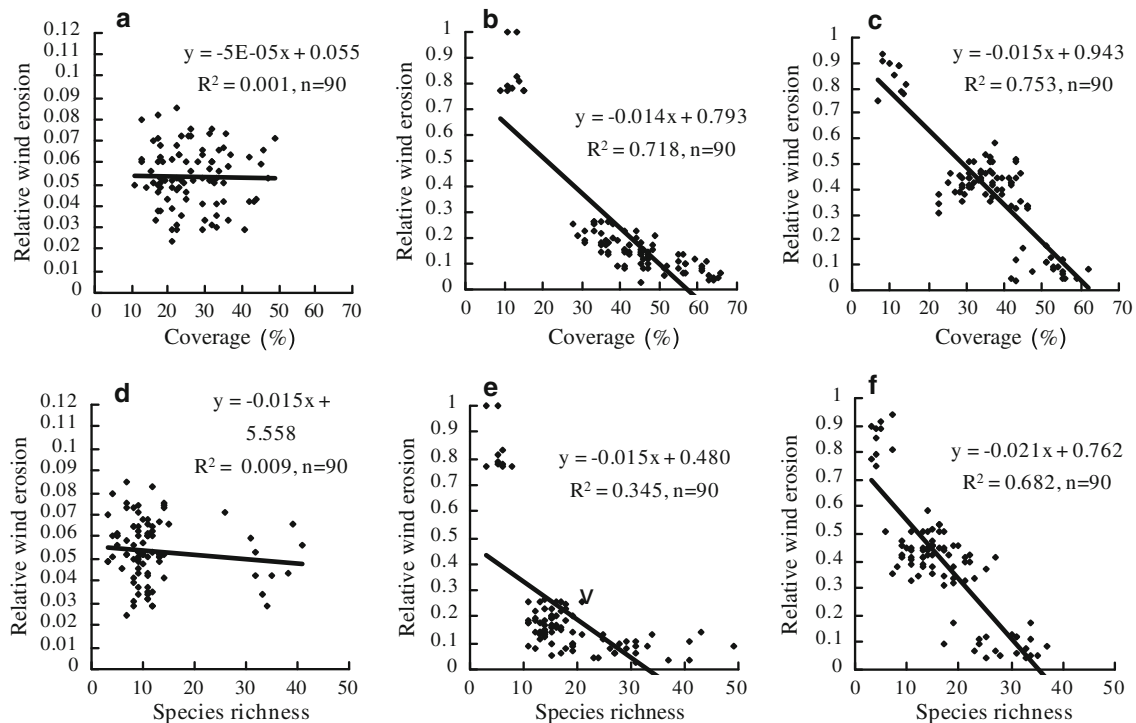 a
y = -5E-05x + 0.055
R² = 0.001, n=90
Relative wind erosion
0.12
0.11
0.1
0.09
0.08
0.07
0.06
0.05
0.04
0.03
0.02
0.01
0
0 10 20 30 40 50 60 70
Coverage (%)
b
y = -0.014x + 0.793
R² = 0.718, n=90
Relative wind erosion
1
0.9
0.8
0.7
0.6
0.5
0.4
0.3
0.2
0.1
0
0 10 20 30 40 50 60 70
Coverage (%)
c
y = -0.015x + 0.943
R² = 0.753, n=90
Relative wind erosion
1
0.9
0.8
0.7
0.6
0.5
0.4
0.3
0.2
0.1
0
0 10 20 30 40 50 60 70
Coverage (%)
d
y = -0.015x +
5.558
R² = 0.009, n=90
Relative wind erosion
0.12
0.11
0.1
0.09
0.08
0.07
0.06
0.05
0.04
0.03
0.02
0.01
0
0 10 20 30 40 50
Species richness
e
y = -0.015x + 0.480
R² = 0.345, n=90
V
Relative wind erosion
1
0.9
0.8
0.7
0.6
0.5
0.4
0.3
0.2
0.1
0
0 10 20 30 40 50
Species richness
f
y = -0.021x + 0.762
R² = 0.682, n=90
Relative wind erosion
1
0.9
0.8
0.7
0.6
0.5
0.4
0.3
0.2
0.1
0
0 10 20 30 40 50
Species richness